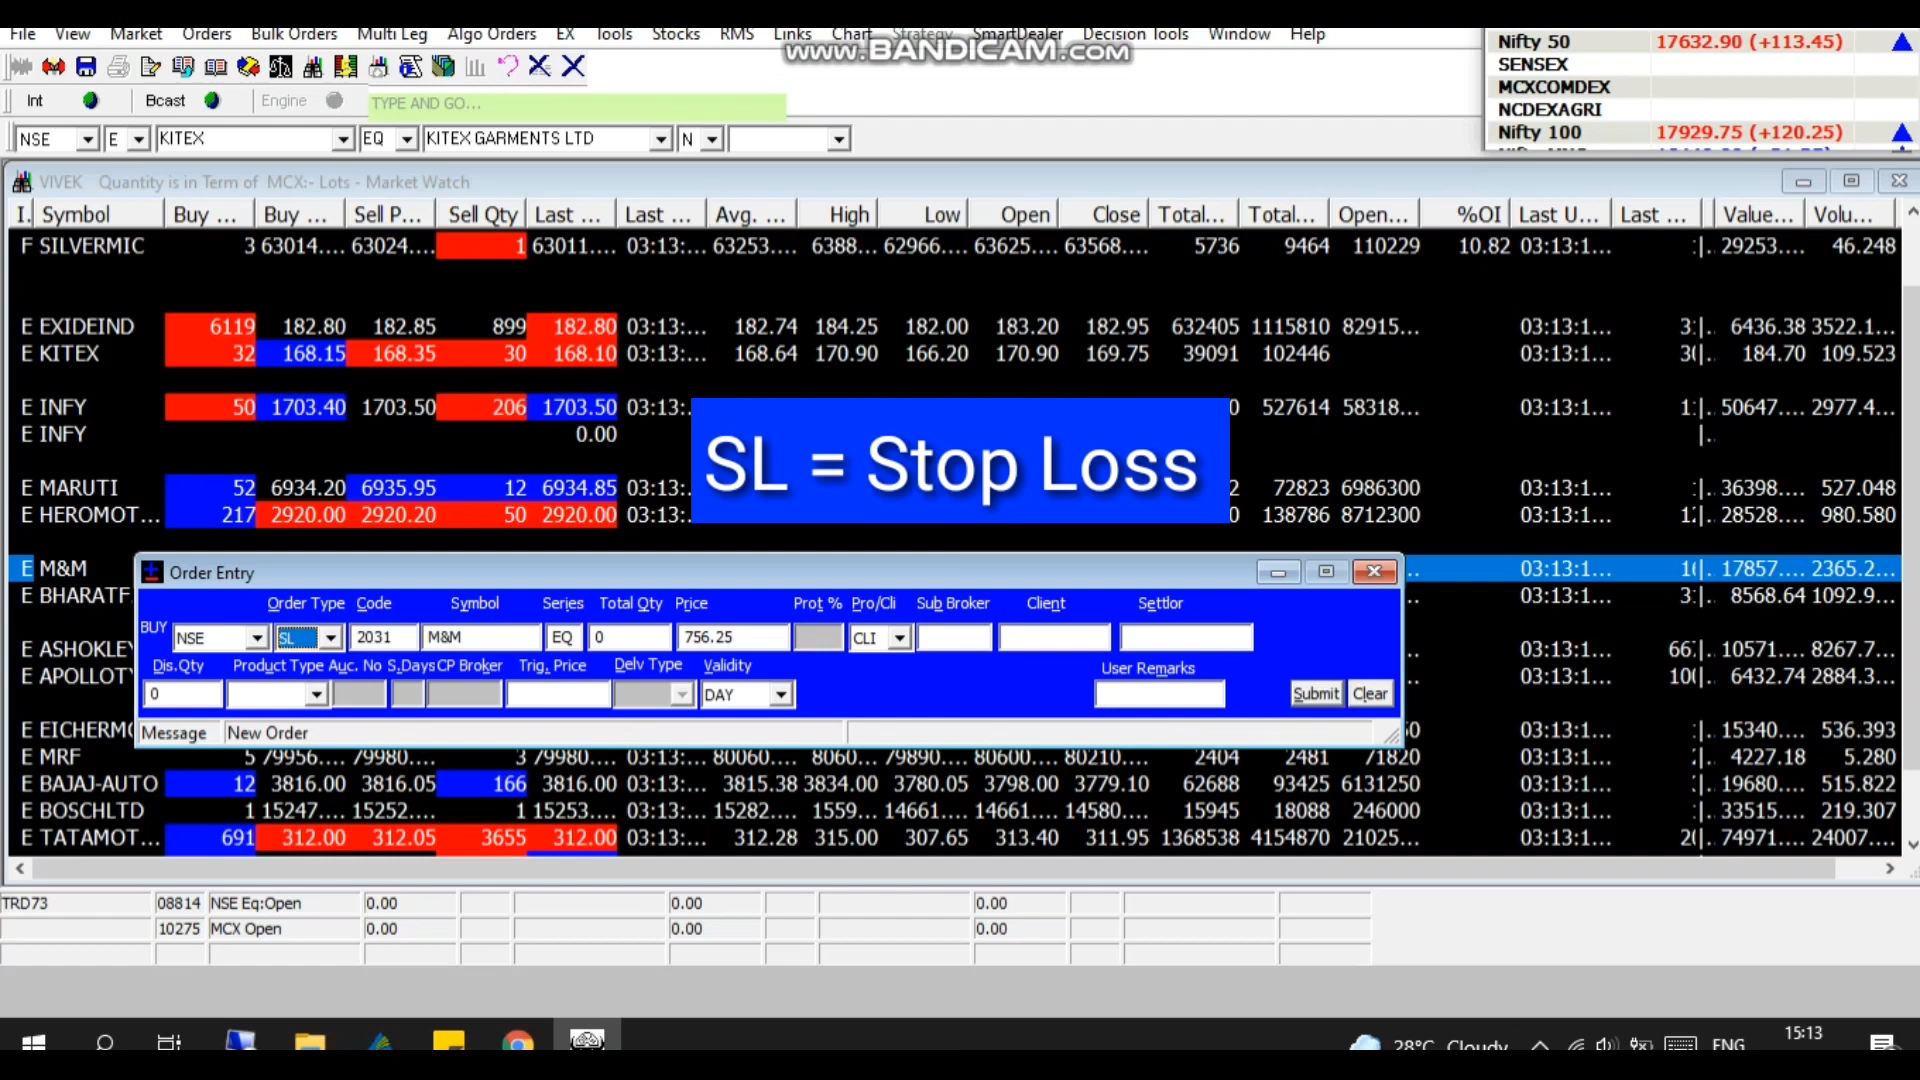 File View Market Orders Bulk Orders Multi Leg Algo Orders EX Tools Stocks RMS Links Chart Strategy SmartDealer Decision Tools Window Help
www.BANDICAM.com
Nifty 50 17632.90 (+113.45)
SENSEX
MCXCOMDEX
NCDEXAGRI
Nifty 100 17929.75 (+120.25)
Int Bcast Engine TYPE AND GO...
NSE E KITEX EQ KITEX GARMENTS LTD N
VIVEK Quantity is in Term of MCX:- Lots - Market Watch
I. Symbol Buy ... Buy ... Sell P... Sell Qty Last ... Last ... Avg. ... High Low Open Close Total... Total... Open... %OI Last U... Last ... Value... Volu...
F SILVERMIC 3 63014.... 63024.... 1 63011.... 03:13:... 63253.... 6388... 62966.... 63625.... 63568.... 5736 9464 110229 10.82 03:13:1... 29253.... 46.248
E EXIDEIND 6119 182.80 182.85 899 182.80 03:13:... 182.74 184.25 182.00 183.20 182.95 632405 1115810 82915... 03:13:1... 6436.38 3522.1...
E KITEX 32 168.15 168.35 30 168.10 03:13:... 168.64 170.90 166.20 170.90 169.75 39091 102446 03:13:1... 184.70 109.523
E INFY 50 1703.40 1703.50 206 1703.50 03:13:. 527614 58318... 03:13:1... 50647.... 2977.4...
E INFY 0.00
SL = Stop Loss
E MARUTI 52 6934.20 6935.95 12 6934.85 03:13:. 72823 6986300 03:13:1... 36398.... 527.048
E HEROMOT... 217 2920.00 2920.20 50 2920.00 03:13:. 138786 8712300 03:13:1... 28528.... 980.580
E M&M 03:13:1... 17857.... 2365.2...
E BHARATF 03:13:1... 8568.64 1092.9...
Order Entry
Order Type Code Symbol Series Total Qty Price Prot % Pro/Cli Sub Broker Client Settlor
BUY NSE SL 2031 M&M EQ 0 756.25 CLI
Dis.Qty Product Type Auc. No S.Days CP Broker Trig. Price Delv Type Validity User Remarks
0 DAY Submit Clear
Message New Order
E ASHOKLEY 03:13:1... 10571.... 8267.7...
E APOLLOTY 03:13:1... 6432.74 2884.3...
E EICHERMO 03:13:1... 15340.... 536.393
E MRF 5 79956.... 79980.... 3 79980.... 03:13:... 80060.... 8060... 79890.... 80600.... 80210.... 2404 2481 71820 03:13:1... 4227.18 5.280
E BAJAJ-AUTO 12 3816.00 3816.05 166 3816.00 03:13:... 3815.38 3834.00 3780.05 3798.00 3779.10 62688 93425 6131250 03:13:1... 19680.... 515.822
E BOSCHLTD 1 15247.... 15252.... 1 15253.... 03:13:... 15282.... 1559... 14661.... 14661.... 14580.... 15945 18088 246000 03:13:1... 33515.... 219.307
E TATAMOT... 691 312.00 312.05 3655 312.00 03:13:... 312.28 315.00 307.65 313.40 311.95 1368538 4154870 21025... 03:13:1... 74971.... 24007....
TRD73 08814 NSE Eq:Open 0.00 0.00 0.00
10275 MCX Open 0.00 0.00 0.00
28°C Cloudy ENG 15:13